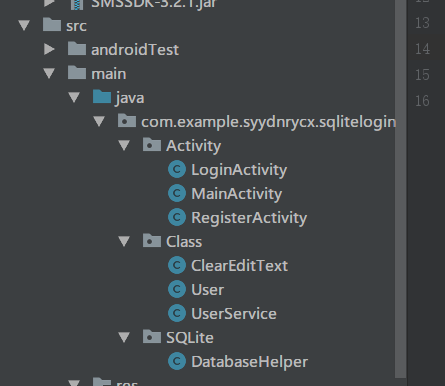 SMSSDK-3.2.1.jar
src
androidTest
main
java
com.example.syydnrycx.sqlitelogin
Activity
LoginActivity
MainActivity
RegisterActivity
Class
ClearEditText
User
UserService
SQLite
DatabaseHelper
res
13
14
15
16